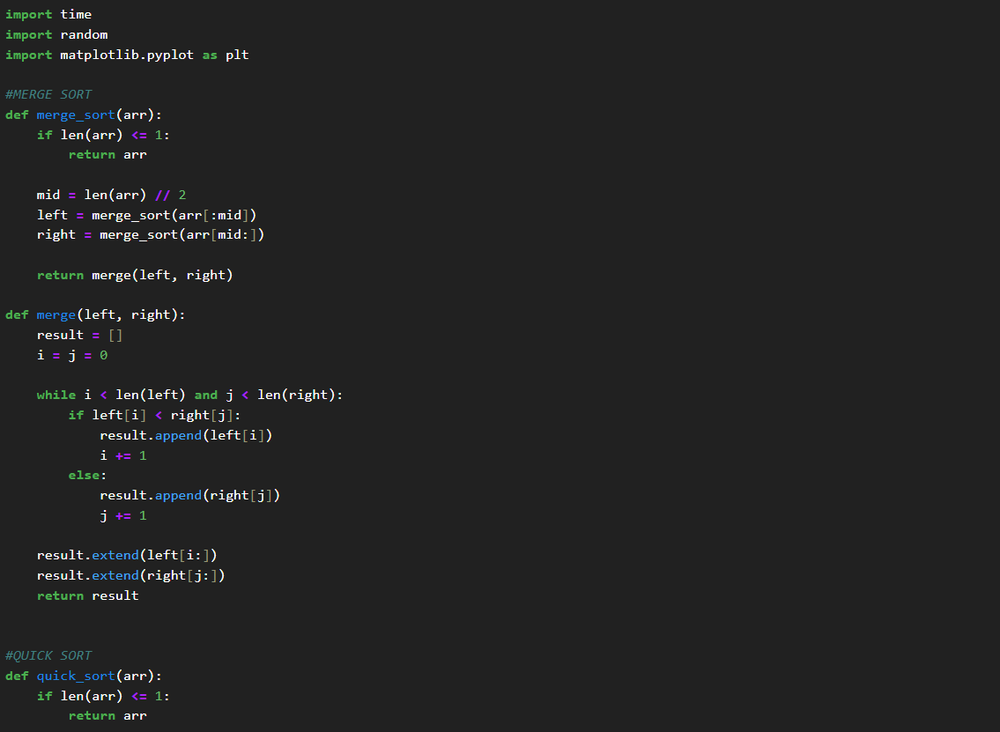 import time
import random
import matplotlib.pyplot as plt

#MERGE SORT
def merge_sort(arr):
    if len(arr) <= 1:
        return arr

    mid = len(arr) // 2
    left = merge_sort(arr[:mid])
    right = merge_sort(arr[mid:])

    return merge(left, right)

def merge(left, right):
    result = []
    i = j = 0

    while i < len(left) and j < len(right):
        if left[i] < right[j]:
            result.append(left[i])
            i += 1
        else:
            result.append(right[j])
            j += 1

    result.extend(left[i:])
    result.extend(right[j:])
    return result


#QUICK SORT
def quick_sort(arr):
    if len(arr) <= 1:
        return arr